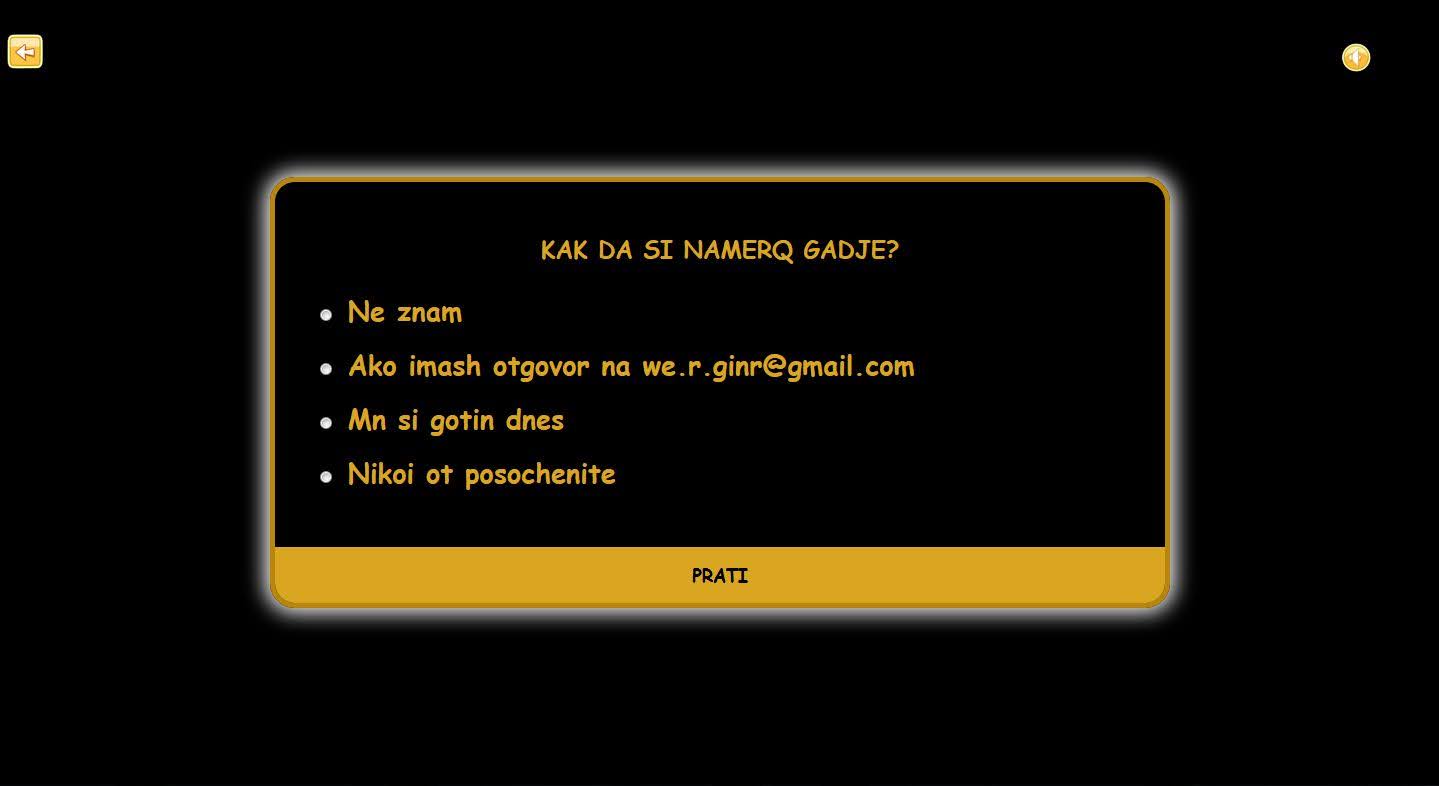 KAK DA SI NAMERQ GADJE?
Ne znam
Ako imash otgovor na we.r.ginr@gmail.com
Mn si gotin dnes
Nikoi ot posochenite
PRATI